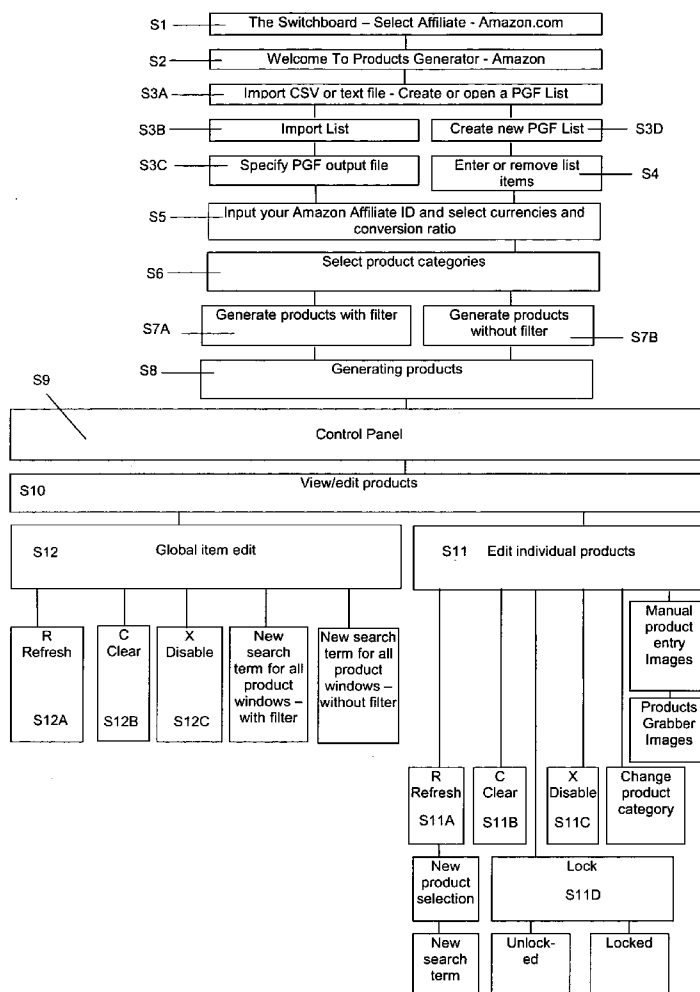 S1
The Switchboard – Select Affiliate - Amazon.com
S2
Welcome To Products Generator - Amazon
S3A
Import CSV or text file - Create or open a PGF List
S3B
Import List
Create new PGF List
S3D
S3C
Specify PGF output file
Enter or remove list
items
S4
S5
Input your Amazon Affiliate ID and select currencies and
conversion ratio
S6
Select product categories
S7A
Generate products with filter
Generate products
without filter
S7B
S8
Generating products
S9
Control Panel
S10
View/edit products
S12
Global item edit
S11
Edit individual products
R
Refresh
S12A
C
Clear
S12B
X
Disable
S12C
New
search
term for all
product
windows –
with filter
New search
term for all
product
windows –
without filter
Manual
product
entry
Images
Products
Grabber
Images
R
Refresh
S11A
C
Clear
S11B
X
Disable
S11C
Change
product
category
New
product
selection
Lock
S11D
New
search
term
Unlock-
ed
Locked